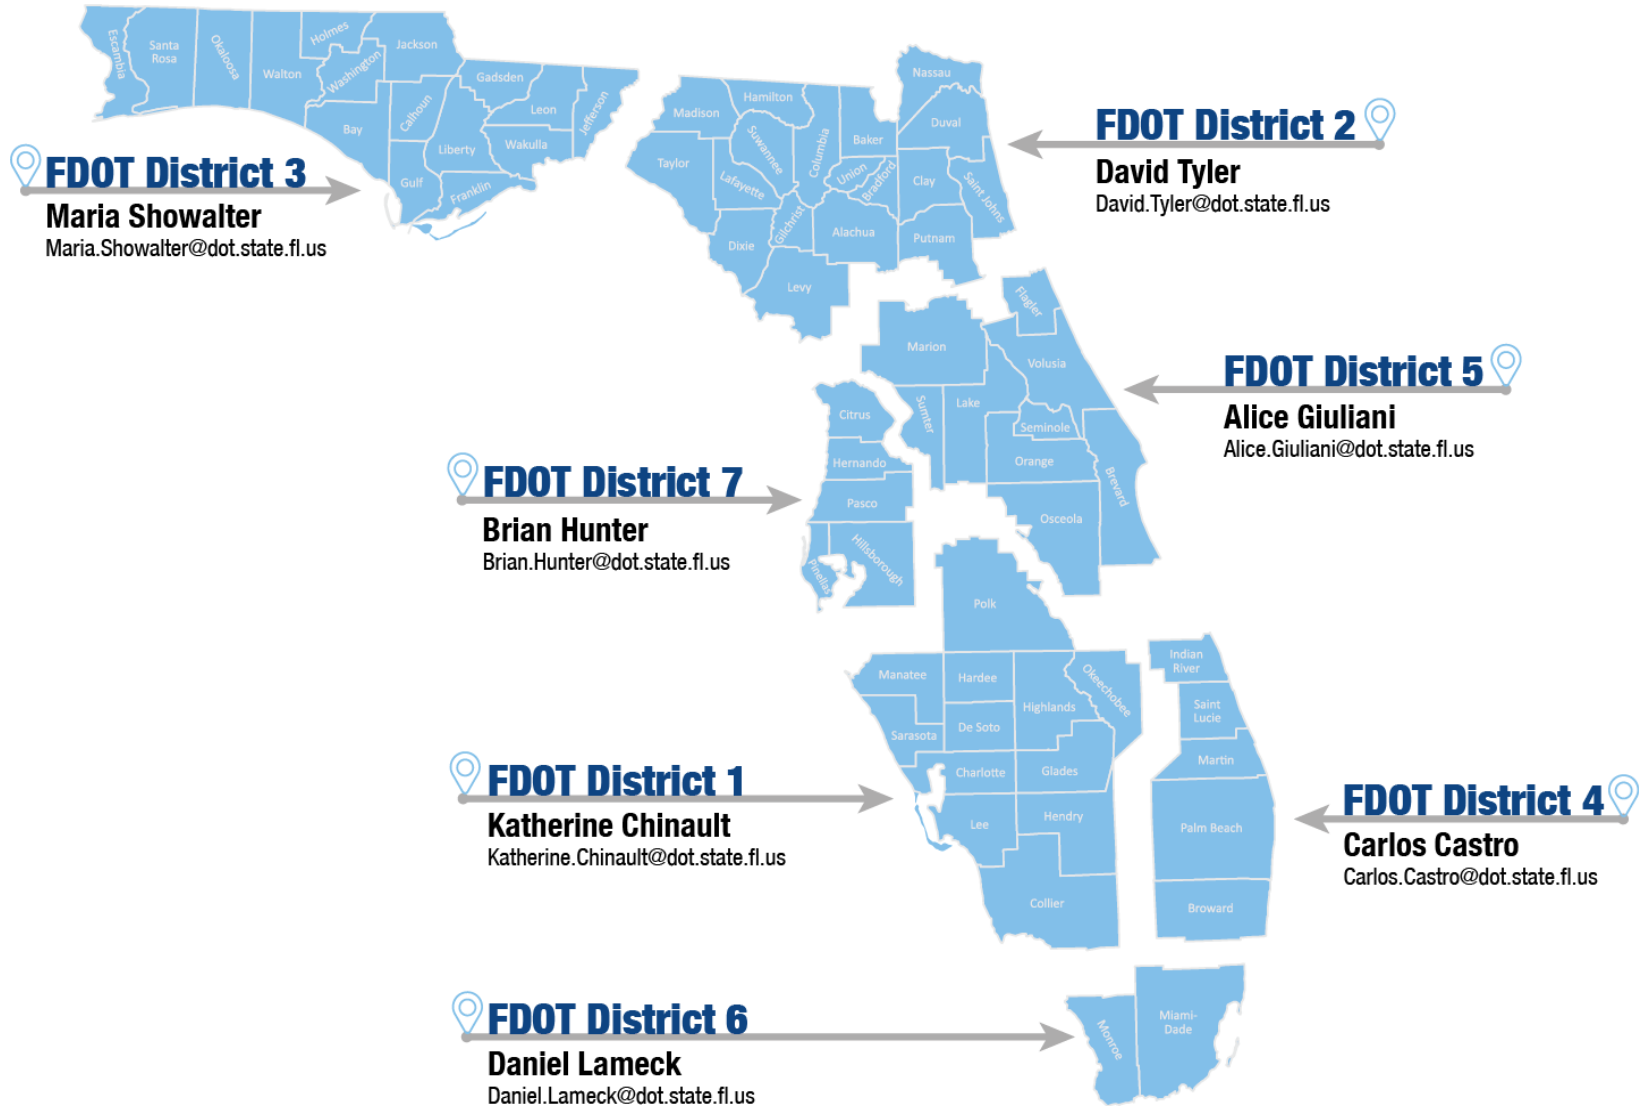 Escambia
Santa
Rosa
Okaloosa
Walton
Holmes
Washington
Jackson
Bay
Calhoun
Gulf
Liberty
Franklin
Gadsden
Leon
Wakulla
Jefferson
FDOT District 3
Maria Showalter
Maria.Showalter@dot.state.fl.us
Madison
Hamilton
Taylor
Suwannee
Lafayette
Columbia
Baker
Union
Bradford
Nassau
Duval
Clay
Saint Johns
Dixie
Gilchrist
Alachua
Putnam
Levy
FDOT District 2
David Tyler
David.Tyler@dot.state.fl.us
Flagler
Marion
Volusia
Sumter
Lake
Seminole
Orange
Brevard
Osceola
FDOT District 5
Alice Giuliani
Alice.Giuliani@dot.state.fl.us
Citrus
Hernando
Pasco
Pinellas
Hillsborough
FDOT District 7
Brian Hunter
Brian.Hunter@dot.state.fl.us
Polk
Manatee
Hardee
Highlands
Okeechobee
Sarasota
De Soto
Charlotte
Glades
Lee
Hendry
Collier
FDOT District 1
Katherine Chinault
Katherine.Chinault@dot.state.fl.us
Indian
River
Saint
Lucie
Martin
Palm Beach
Broward
FDOT District 4
Carlos Castro
Carlos.Castro@dot.state.fl.us
Monroe
Miami-
Dade
FDOT District 6
Daniel Lameck
Daniel.Lameck@dot.state.fl.us